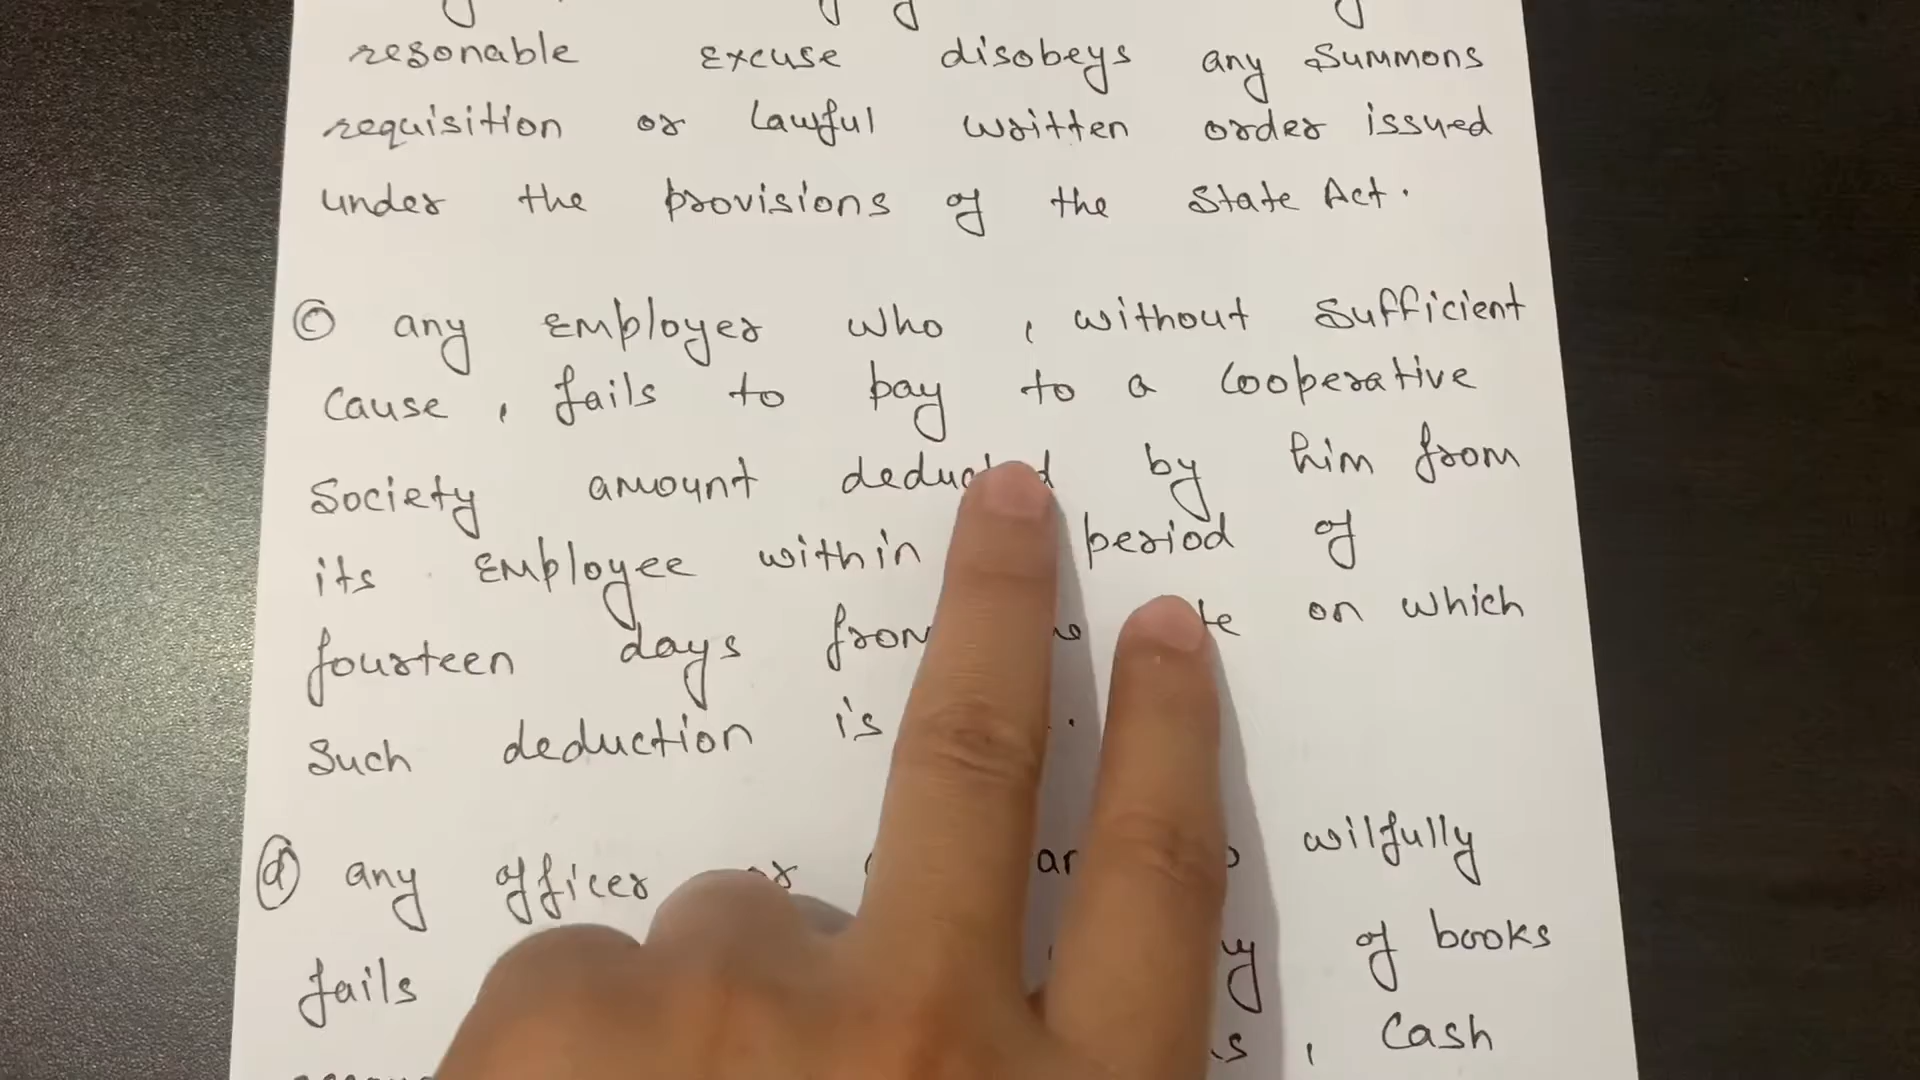 resonable excuse disobeys any summons
requisition or lawful written order issued
under the provisions of the State Act.
(c) any employer who, without sufficient
cause, fails to pay to a cooperative
society amount deducted by him from
its employee within period of
fourteen days from on which
such deduction is
(d) any officer or wilfully
fails of books
, cash